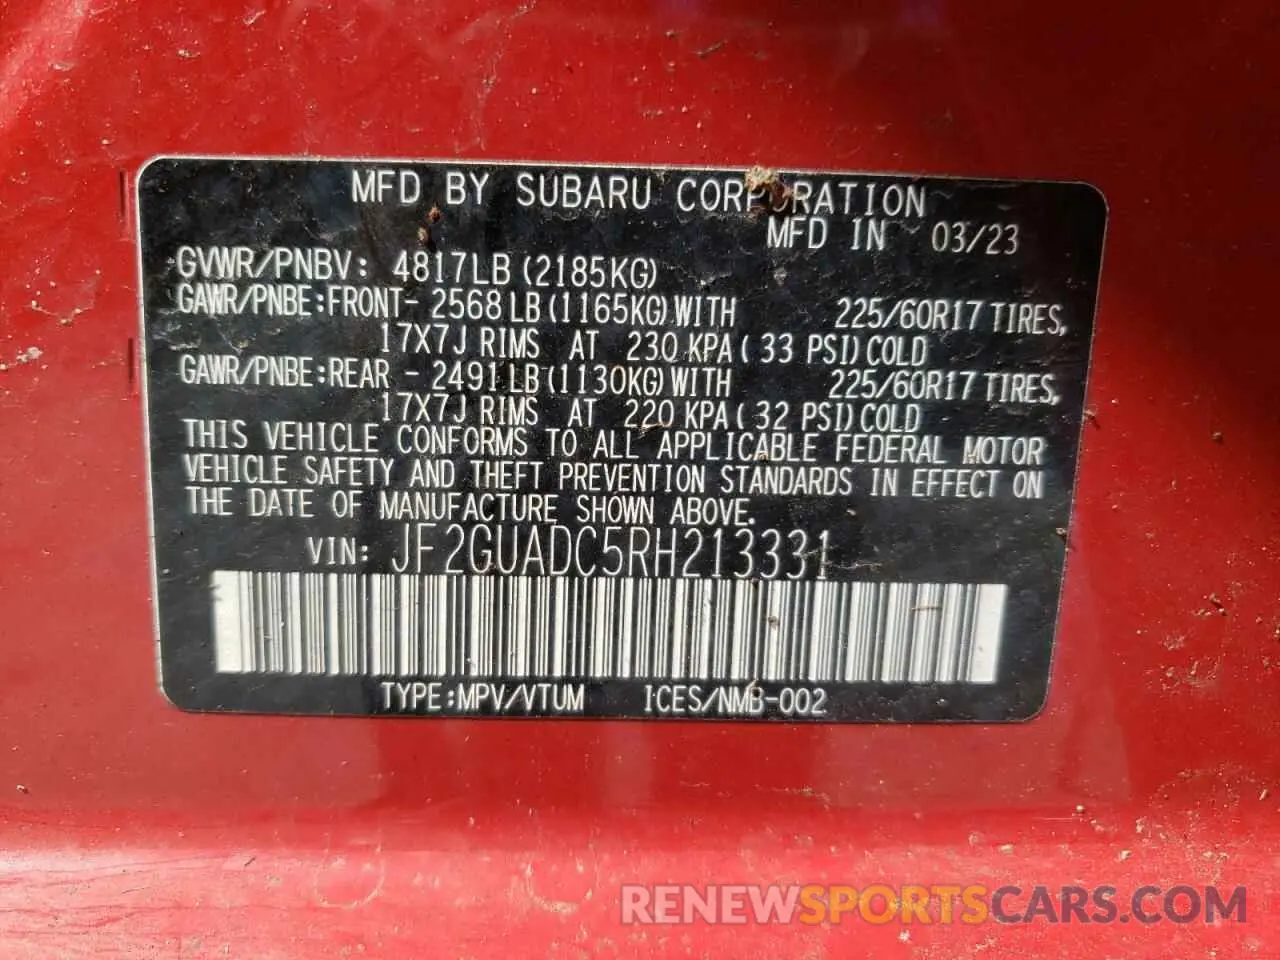 MFD BY SUBARU CORPORATION
MFD IN 03/23
GVWR/PNBV: 4817LB (2185KG)
GAWR/PNBE:FRONT- 2568LB (1165KG) WITH 225/60R17 TIRES,
17X7J RIMS AT 230 KPA( 33 PSI) COLD
GAWR/PNBE:REAR - 2491LB (1130KG) WITH 225/60R17 TIRES,
17X7J RIMS AT 220 KPA( 32 PSI) COLD
THIS VEHICLE CONFORMS TO ALL APPLICABLE FEDERAL MOTOR
VEHICLE SAFETY AND THEFT PREVENTION STANDARDS IN EFFECT ON
THE DATE OF MANUFACTURE SHOWN ABOVE.
VIN: JF2GUADC5RH213331
TYPE:MPV/VTUM ICES/NMB-002
RENEWSPORTSCARS.COM